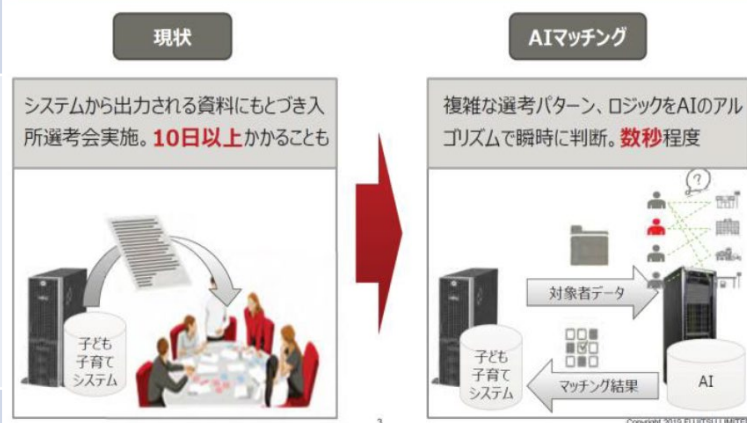 現状
システムから出力される資料にもとづき入
所選考会実施。10日以上かかることも
子ども
子育て
システム
AIマッチング
複雑な選考パターン、ロジックをAIのアル
ゴリズムで瞬時に判断。数秒程度
?
対象者データ
子ども
子育て
システム
マッチング結果
AI
3
Copyright 2019 FUJITSU LIMITED